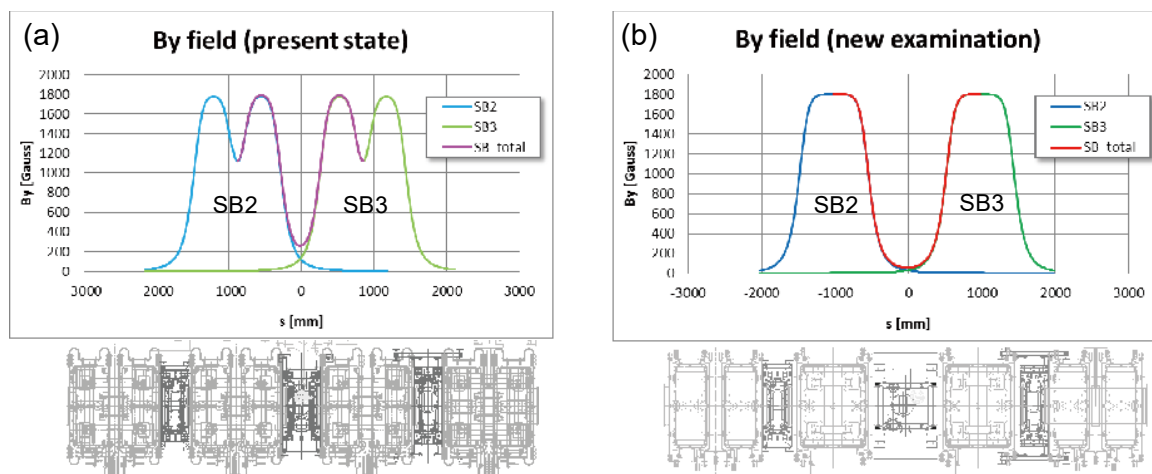 (a)
By field (present state)
2000
1800
1600
1400
1200
1000
800
600
400
200
0
By [Gauss]
SB2
SB3
SB_total
SB2
SB3
3000
2000
1000
0
1000
2000
3000
s [mm]
(b)
By field (new examination)
2000
1800
1600
1400
1200
1000
800
600
400
200
0
By [Gauss]
SB2
SB3
SB_total
SB2
SB3
-3000
-2000
-1000
0
1000
2000
3000
s [mm]